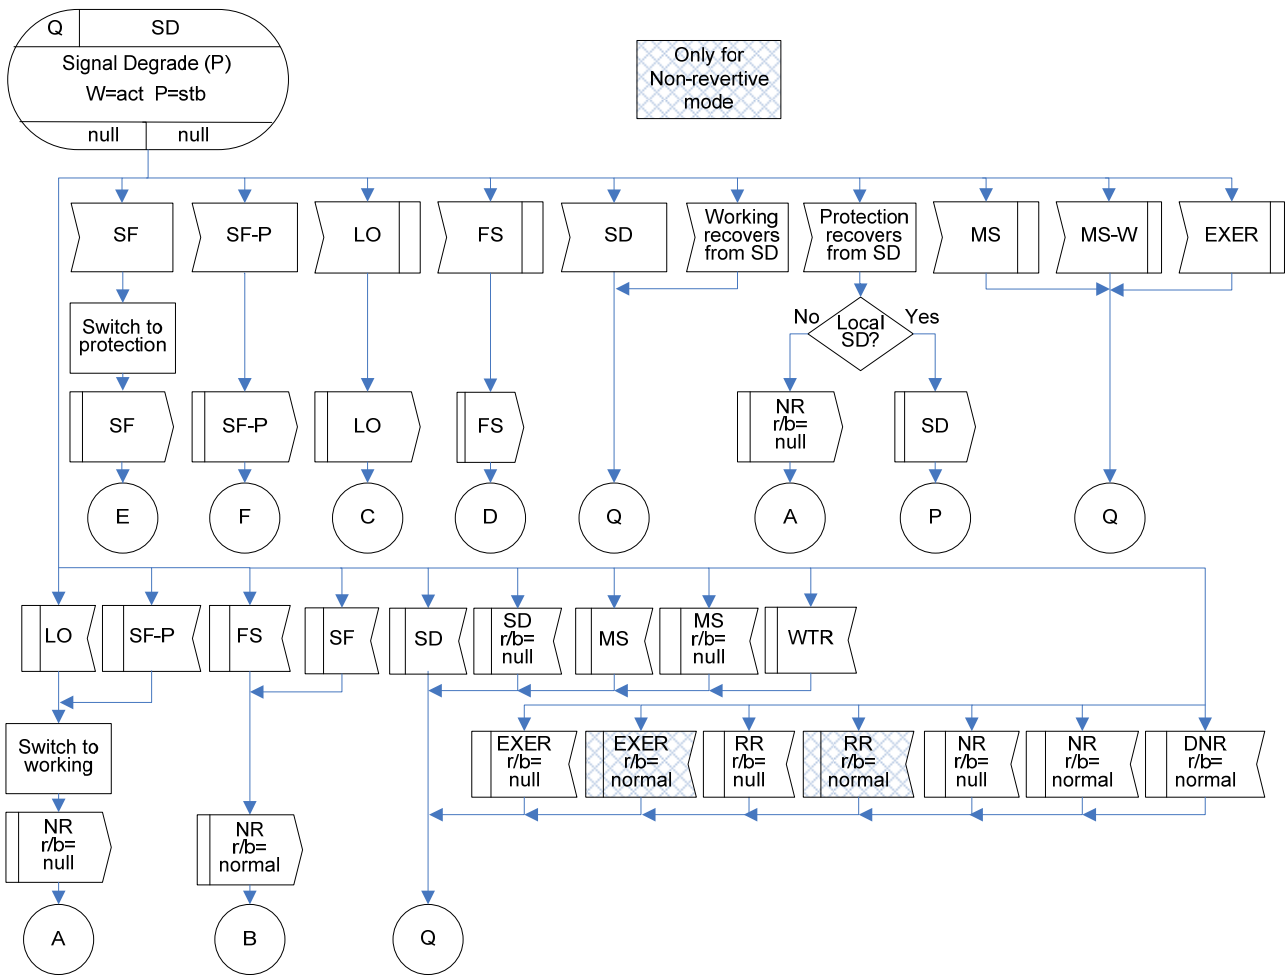 Q SD
Signal Degrade (P)
W=act P=stb
null null
Only for
Non-revertive
mode
SF
SF-P
LO
FS
SD
Working
recovers
from SD
Protection
recovers
from SD
MS
MS-W
EXER
Switch to
protection
No
Local
SD?
Yes
SF
SF-P
LO
FS
NR
r/b=
null
SD
E
F
C
D
Q
A
P
Q
LO
SF-P
FS
SF
SD
SD
r/b=
null
MS
MS
r/b=
null
WTR
Switch to
working
EXER
r/b=
null
EXER
r/b=
normal
RR
r/b=
null
RR
r/b=
normal
NR
r/b=
null
NR
r/b=
normal
DNR
r/b=
normal
NR
r/b=
null
NR
r/b=
normal
A
B
Q